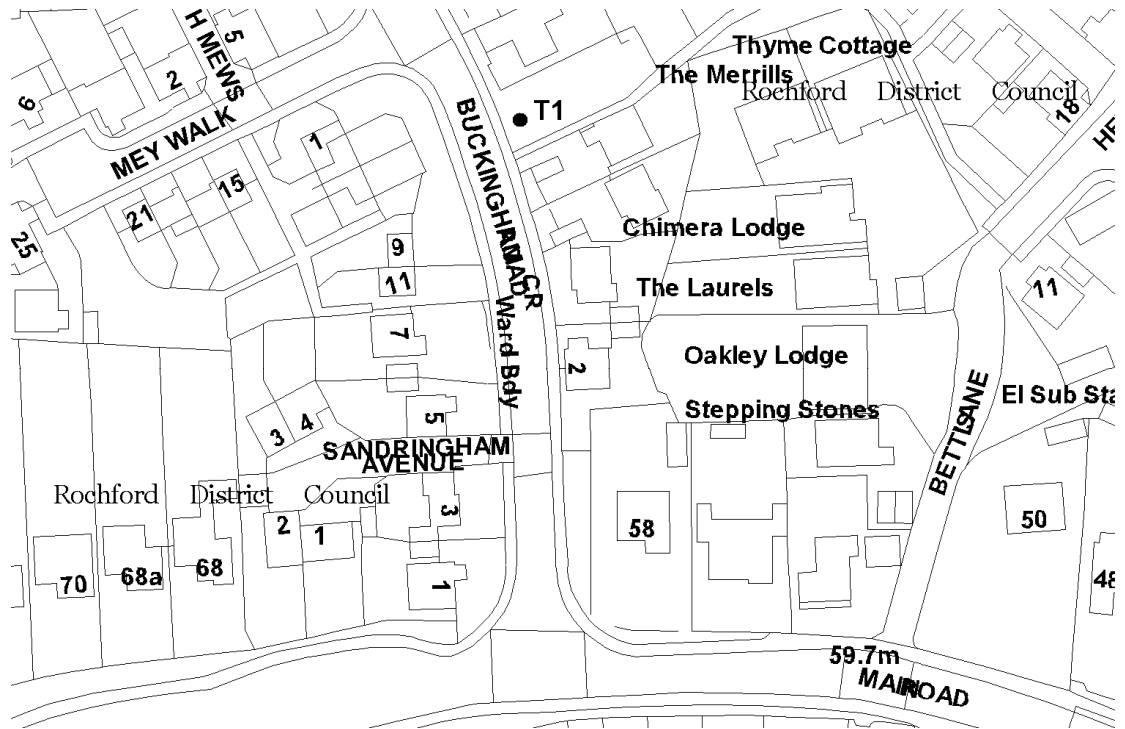 H MEWS
5
Thyme Cottage
The Merrills
2
6
Rochford District Council
18
HE
T1
MEY WALK
1
BUCKINGHAM ROAD
15
21
25
Chimera Lodge
9
11
The Laurels
CR
Ward Bdy
11
7
Oakley Lodge
2
BETTS LANE
El Sub Sta
Stepping Stones
5
3
4
SANDRINGHAM
AVENUE
Rochford District Council
3
2
1
58
50
70
68a
68
1
48
59.7m
MAIN ROAD